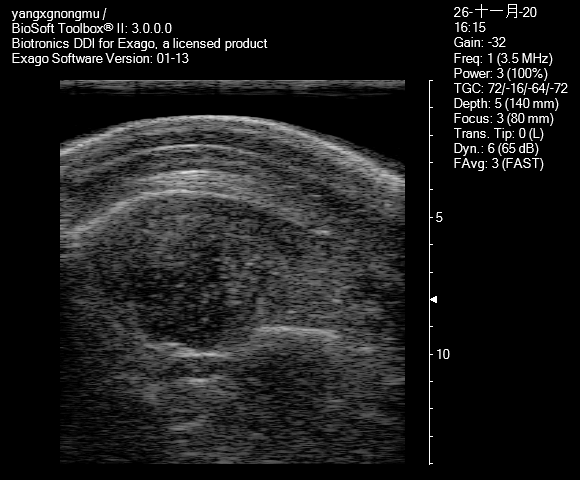 yangxgnongmu /
BioSoft Toolbox® II: 3.0.0.0
Biotronics DDI for Exago, a licensed product
Exago Software Version: 01-13
26-十一月-20
16:15
Gain: -32
Freq: 1 (3.5 MHz)
Power: 3 (100%)
TGC: 72/-16/-64/-72
Depth: 5 (140 mm)
Focus: 3 (80 mm)
Trans. Tip: 0 (L)
Dyn.: 6 (65 dB)
FAvg: 3 (FAST)
5
10